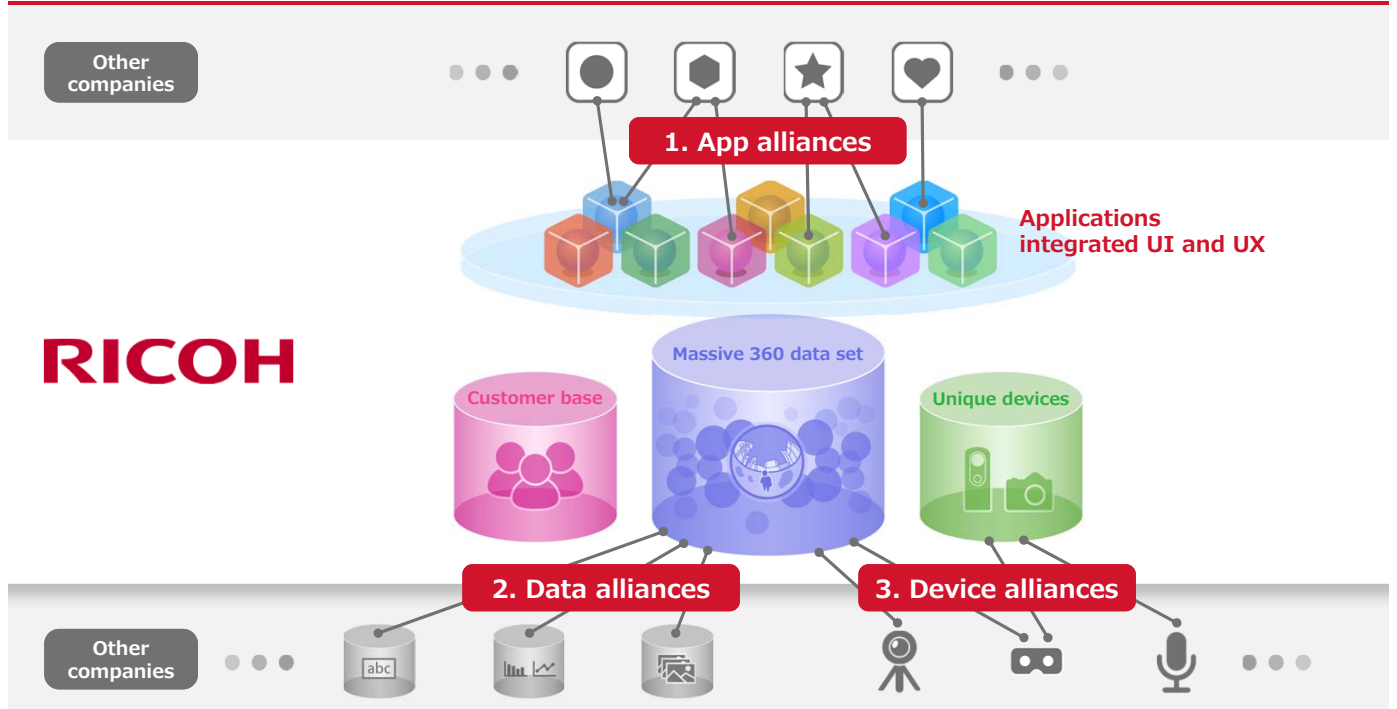 Other
companies
1. App alliances
Applications
integrated UI and UX
RICOH
Massive 360 data set
Customer base
Unique devices
2. Data alliances
3. Device alliances
Other
companies
abc